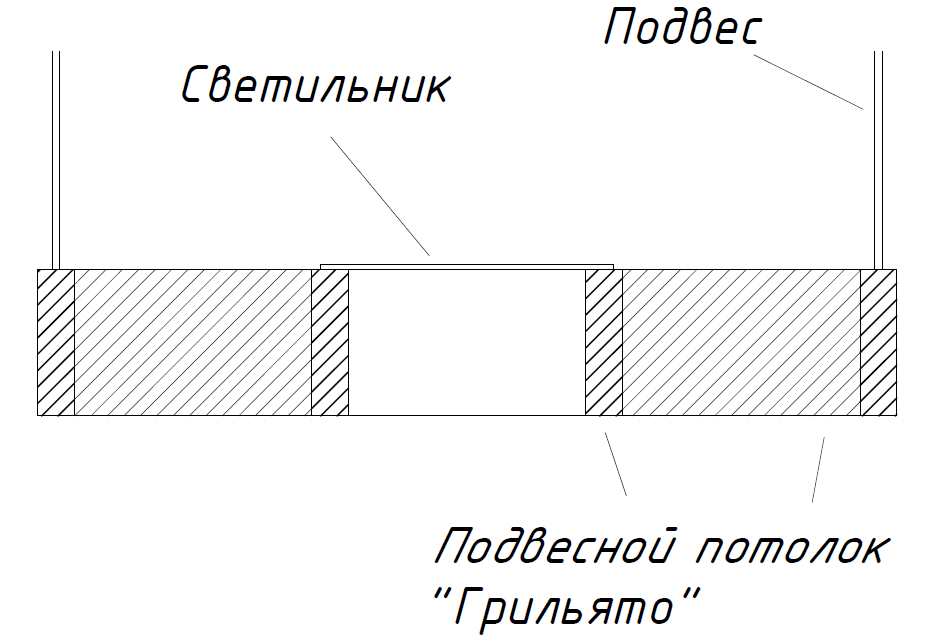 Подвес
Светильник
Подвесной потолок
"Грильято"